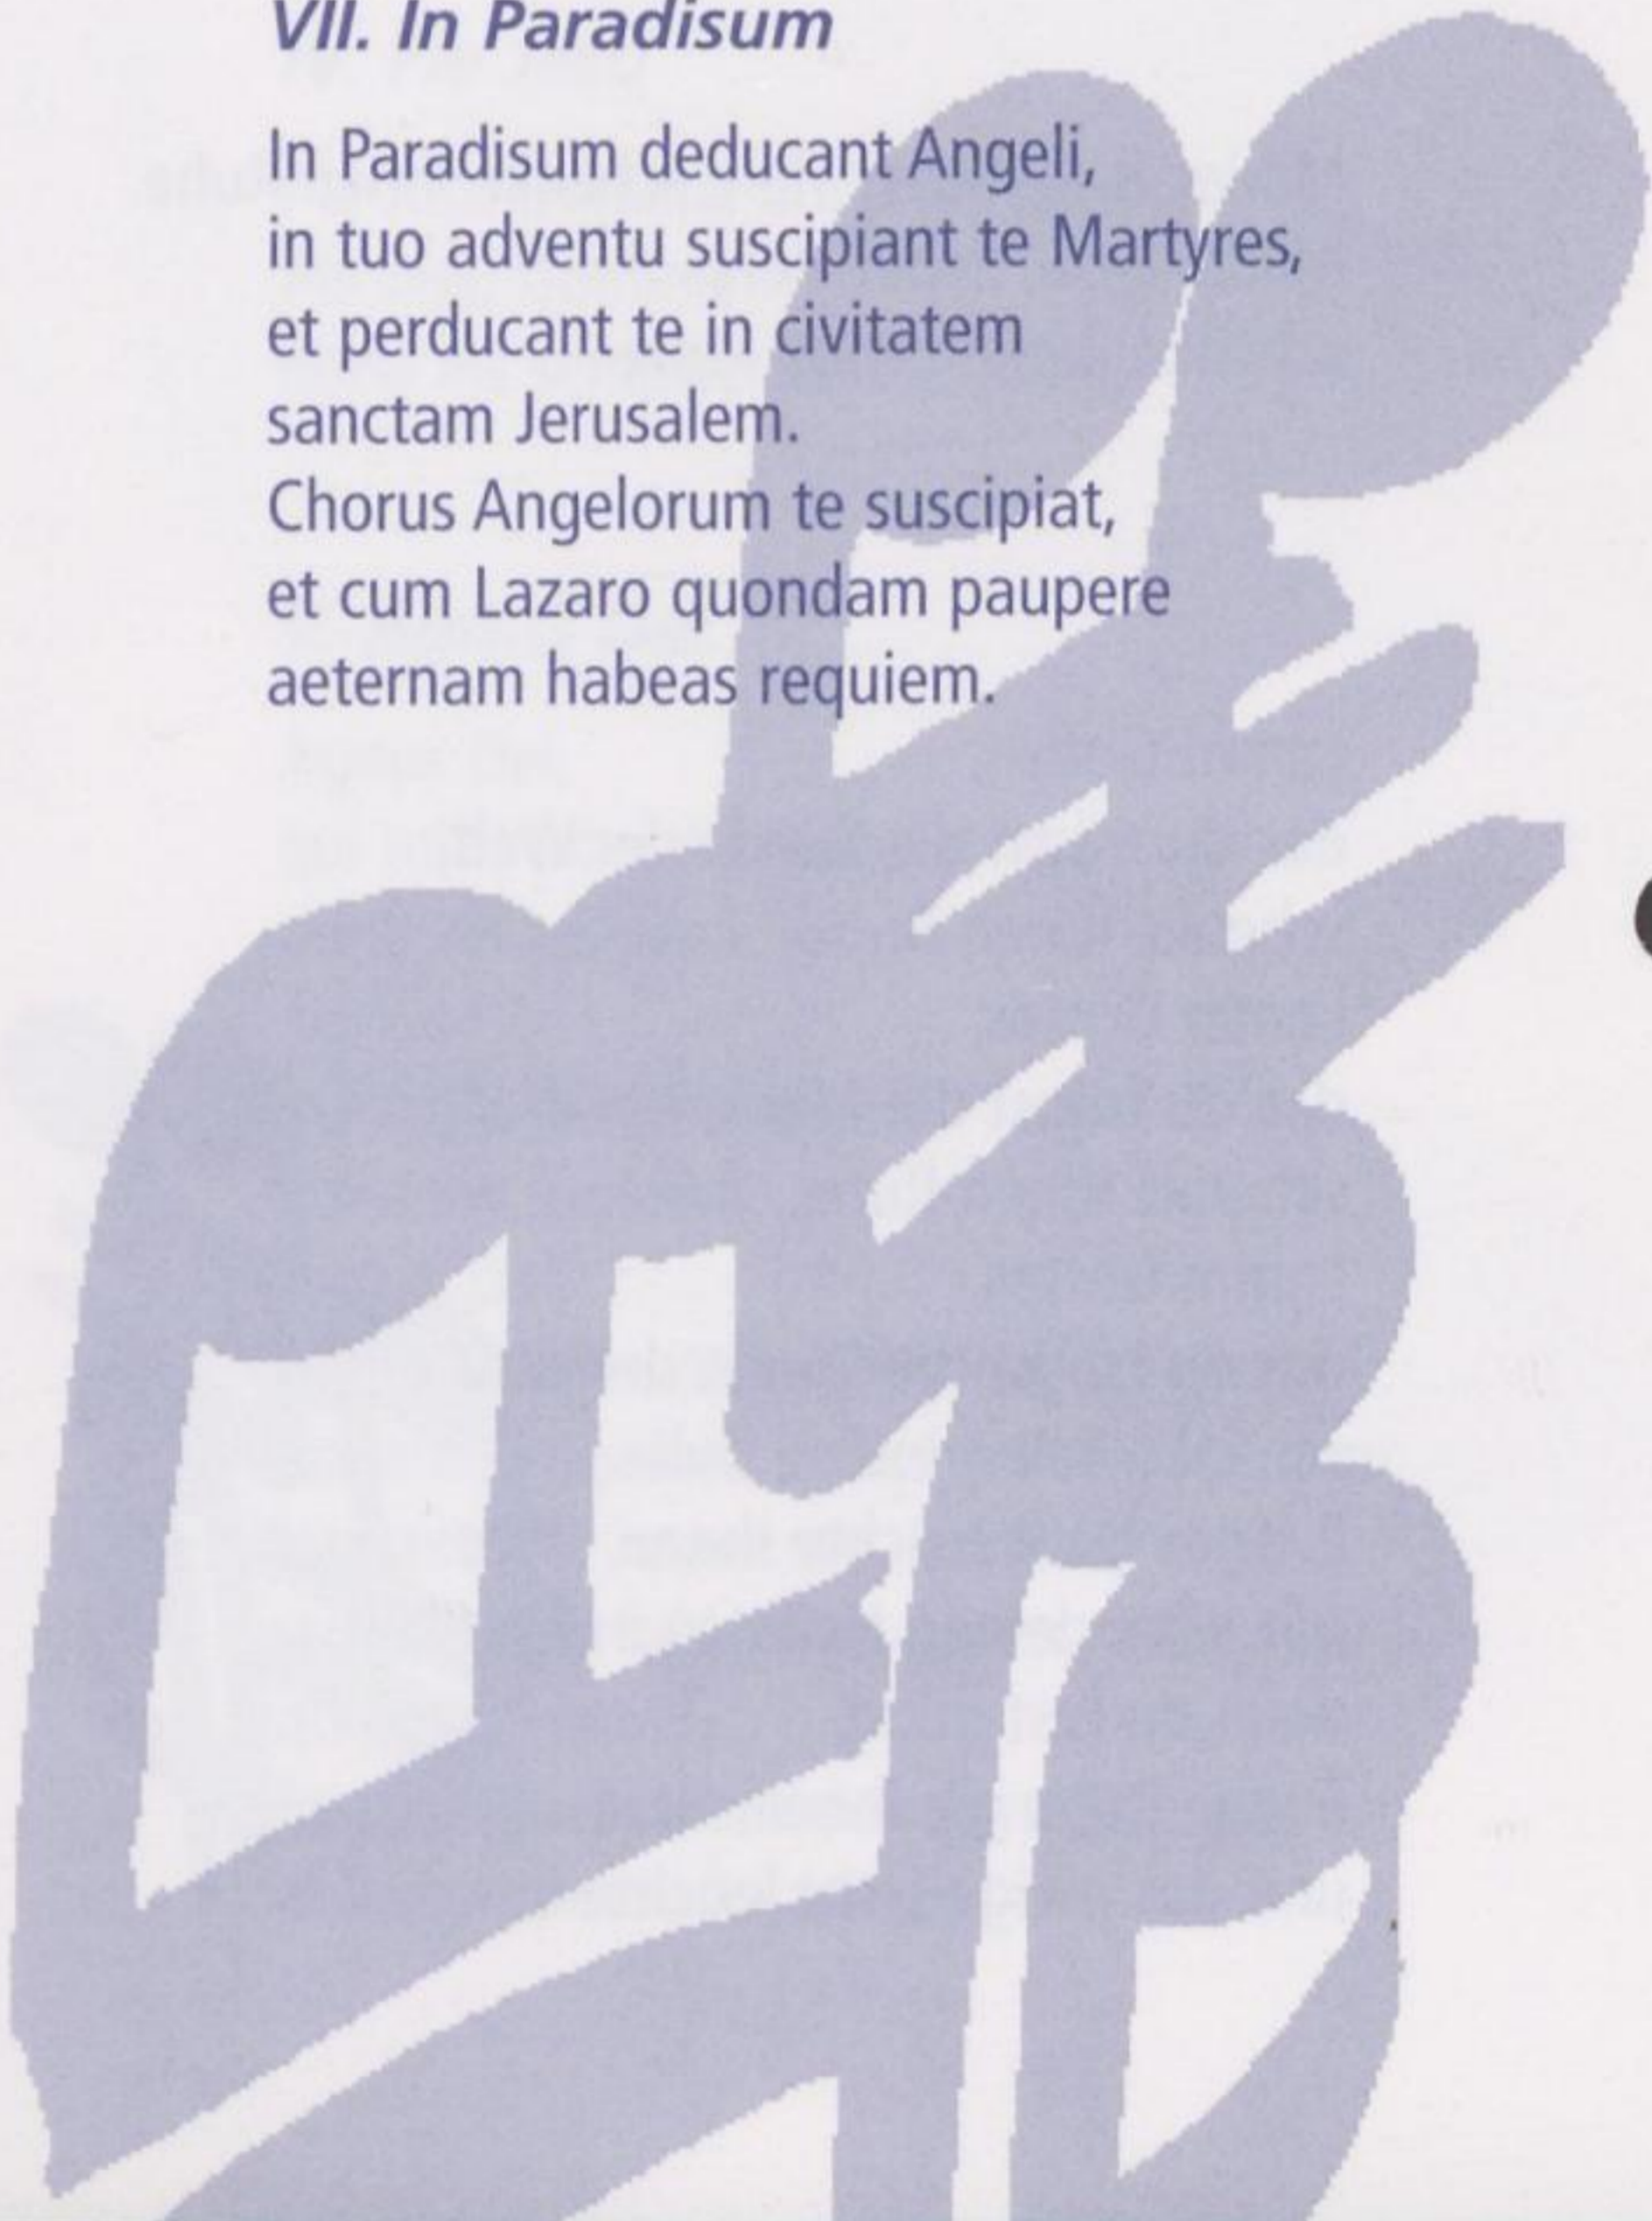 VII. In Paradisum
In Paradisum deducant Angeli,
in tuo adventu suscipiant te Martyres,
et perducant te in civitatem
sanctam Jerusalem.
Chorus Angelorum te suscipiat,
et cum Lazaro quondam paupere
aeternam habeas requiem.